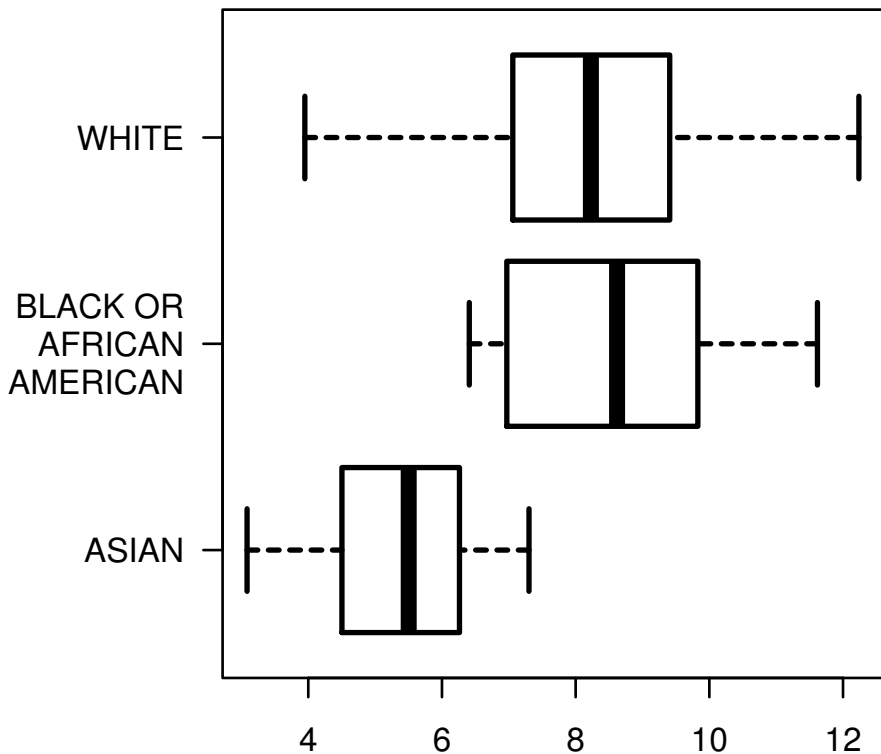 WHITE
BLACK OR
AFRICAN
AMERICAN
ASIAN
4 6 8 10 12